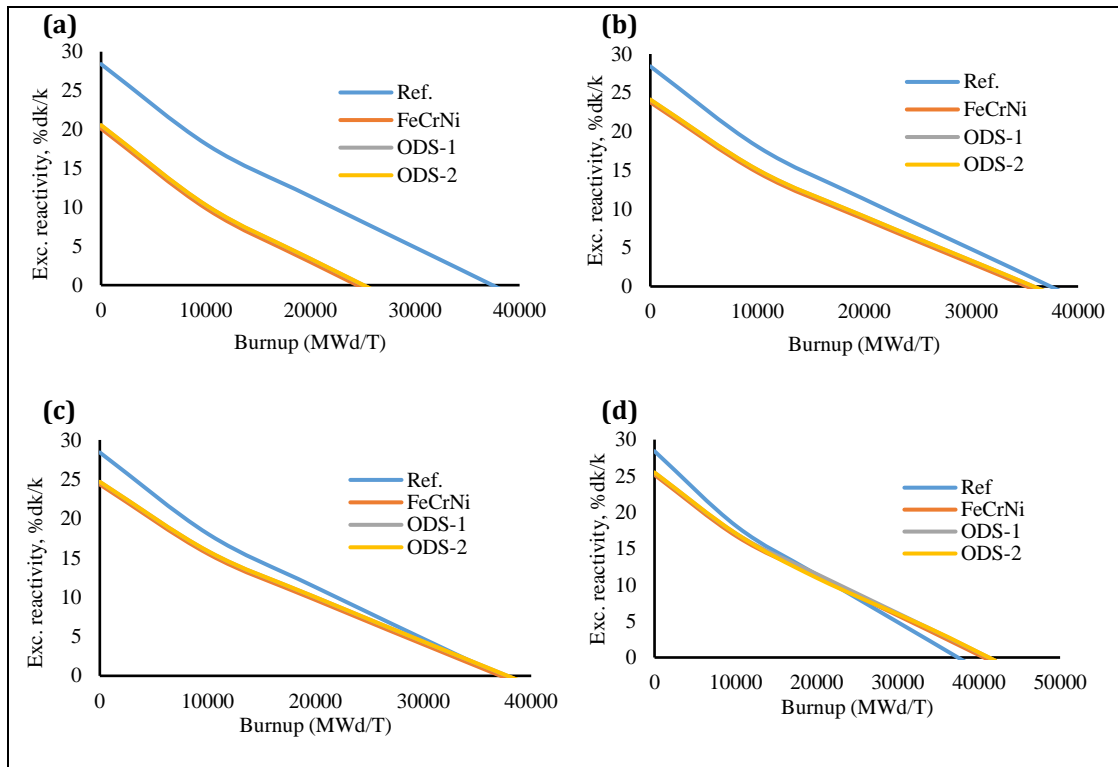 (a)
Exc. reactivity, %dk/k
30
25
20
15
10
5
0
0 10000 20000 30000 40000
Burnup (MWd/T)
Ref.
FeCrNi
ODS-1
ODS-2
(b)
Exc. reactivity, %dk/k
30
25
20
15
10
5
0
0 10000 20000 30000 40000
Burnup (MWd/T)
Ref.
FeCrNi
ODS-1
ODS-2
(c)
Exc. reactivity, %dk/k
30
25
20
15
10
5
0
0 10000 20000 30000 40000
Burnup (MWd/T)
Ref.
FeCrNi
ODS-1
ODS-2
(d)
Exc. reactivity, %dk/k
30
25
20
15
10
5
0
0 10000 20000 30000 40000 50000
Burnup (MWd/T)
Ref
FeCrNi
ODS-1
ODS-2